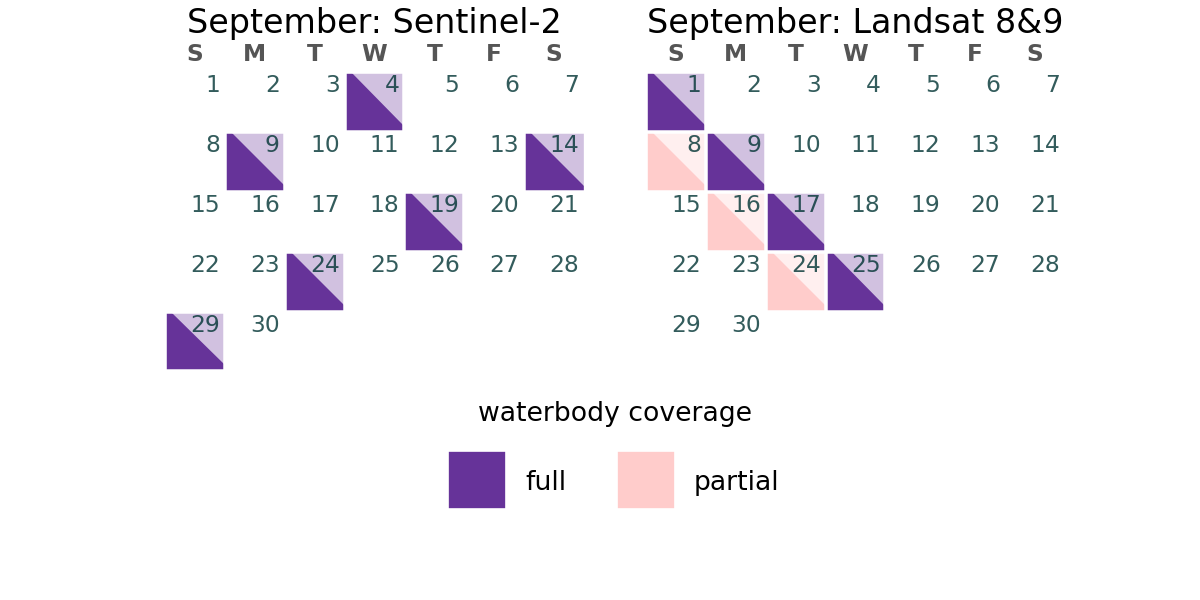 September: Sentinel-2
S M T W T F S
1 2 3 4 5 6 7
8 9 10 11 12 13 14
15 16 17 18 19 20 21
22 23 24 25 26 27 28
29 30
September: Landsat 8&9
S M T W T F S
1 2 3 4 5 6 7
8 9 10 11 12 13 14
15 16 17 18 19 20 21
22 23 24 25 26 27 28
29 30
waterbody coverage
full partial